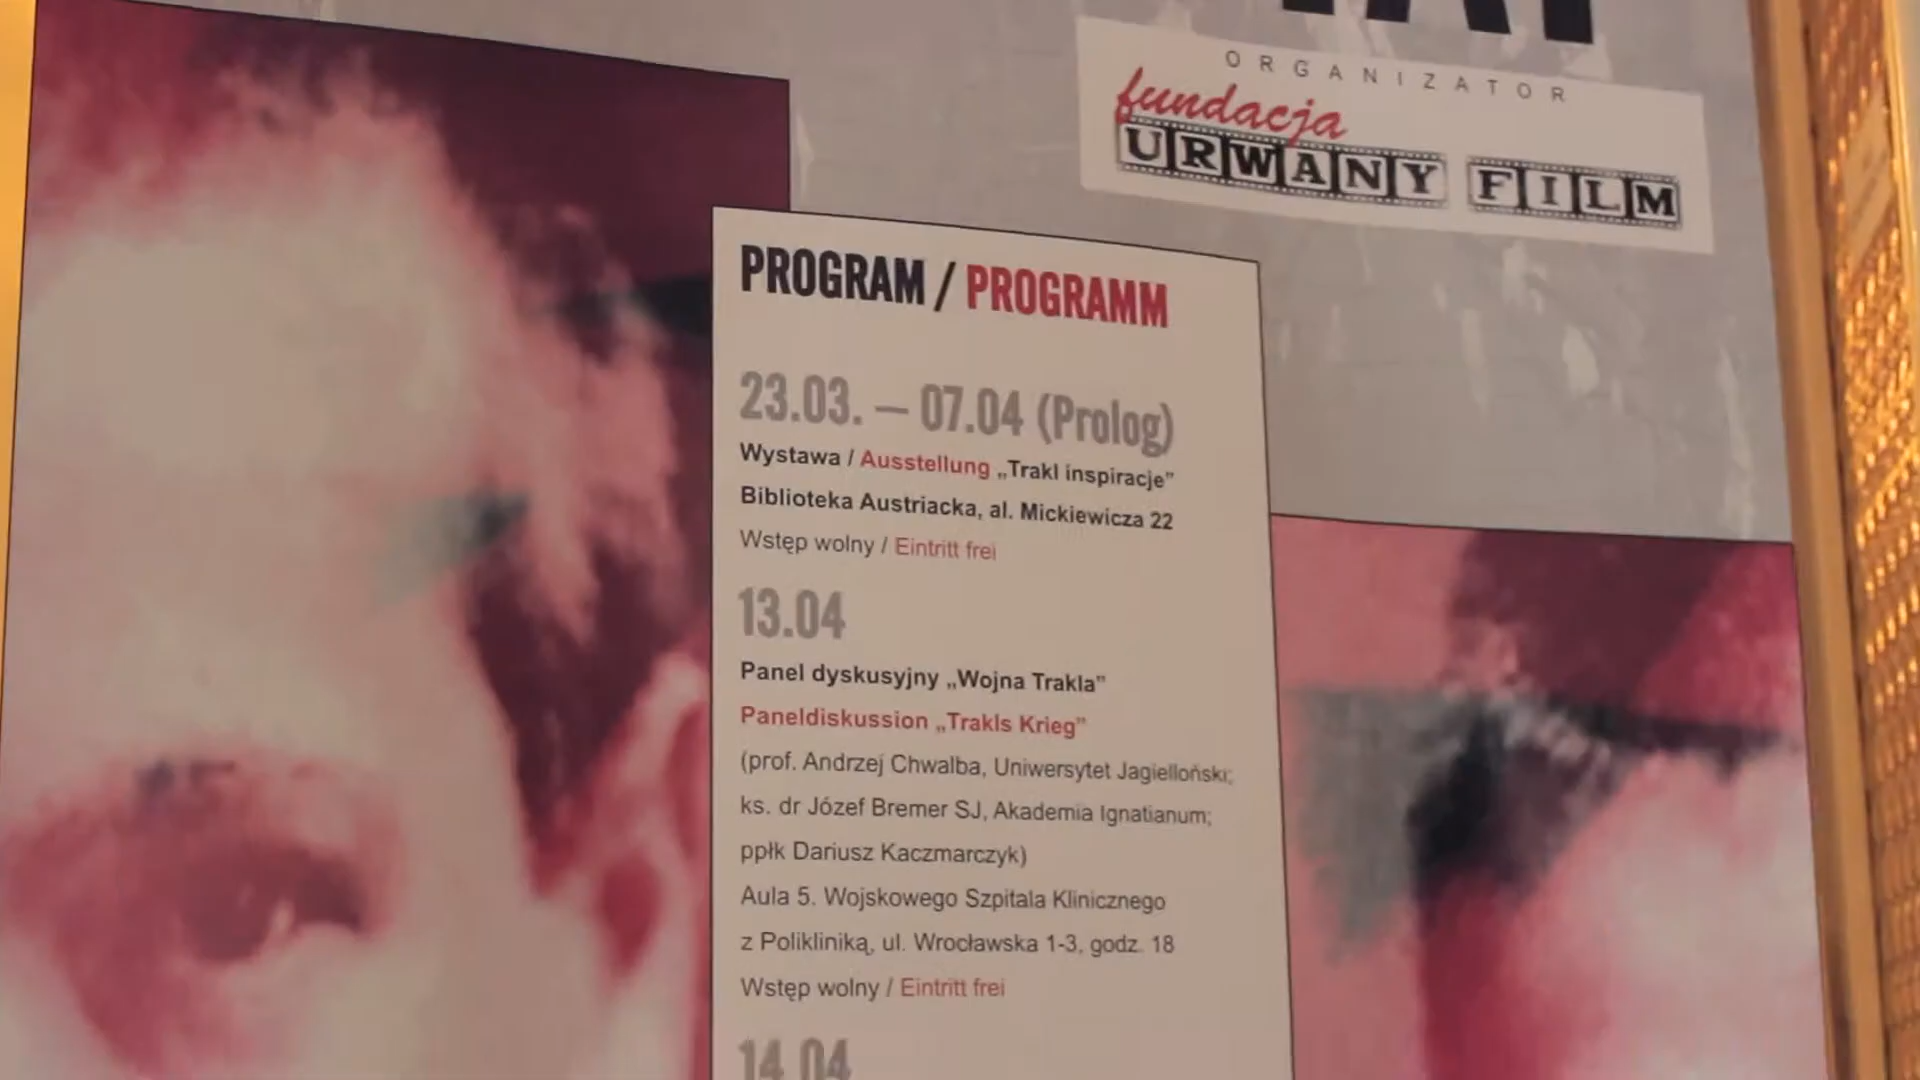 ORGANIZATOR
fundacja
URWANY FILM
PROGRAM / PROGRAMM
23.03. – 07.04 (Prolog)
Wystawa / Ausstellung „Trakl inspiracje”
Biblioteka Austriacka, al. Mickiewicza 22
Wstęp wolny / Eintritt frei
13.04
Panel dyskusyjny „Wojna Trakla”
Paneldiskussion „Trakls Krieg”
(prof. Andrzej Chwalba, Uniwersytet Jagielloński;
ks. dr Józef Bremer SJ, Akademia Ignatianum;
ppłk Dariusz Kaczmarczyk)
Aula 5. Wojskowego Szpitala Klinicznego
z Polikliniką, ul. Wrocławska 1-3, godz. 18
Wstęp wolny / Eintritt frei
14.04